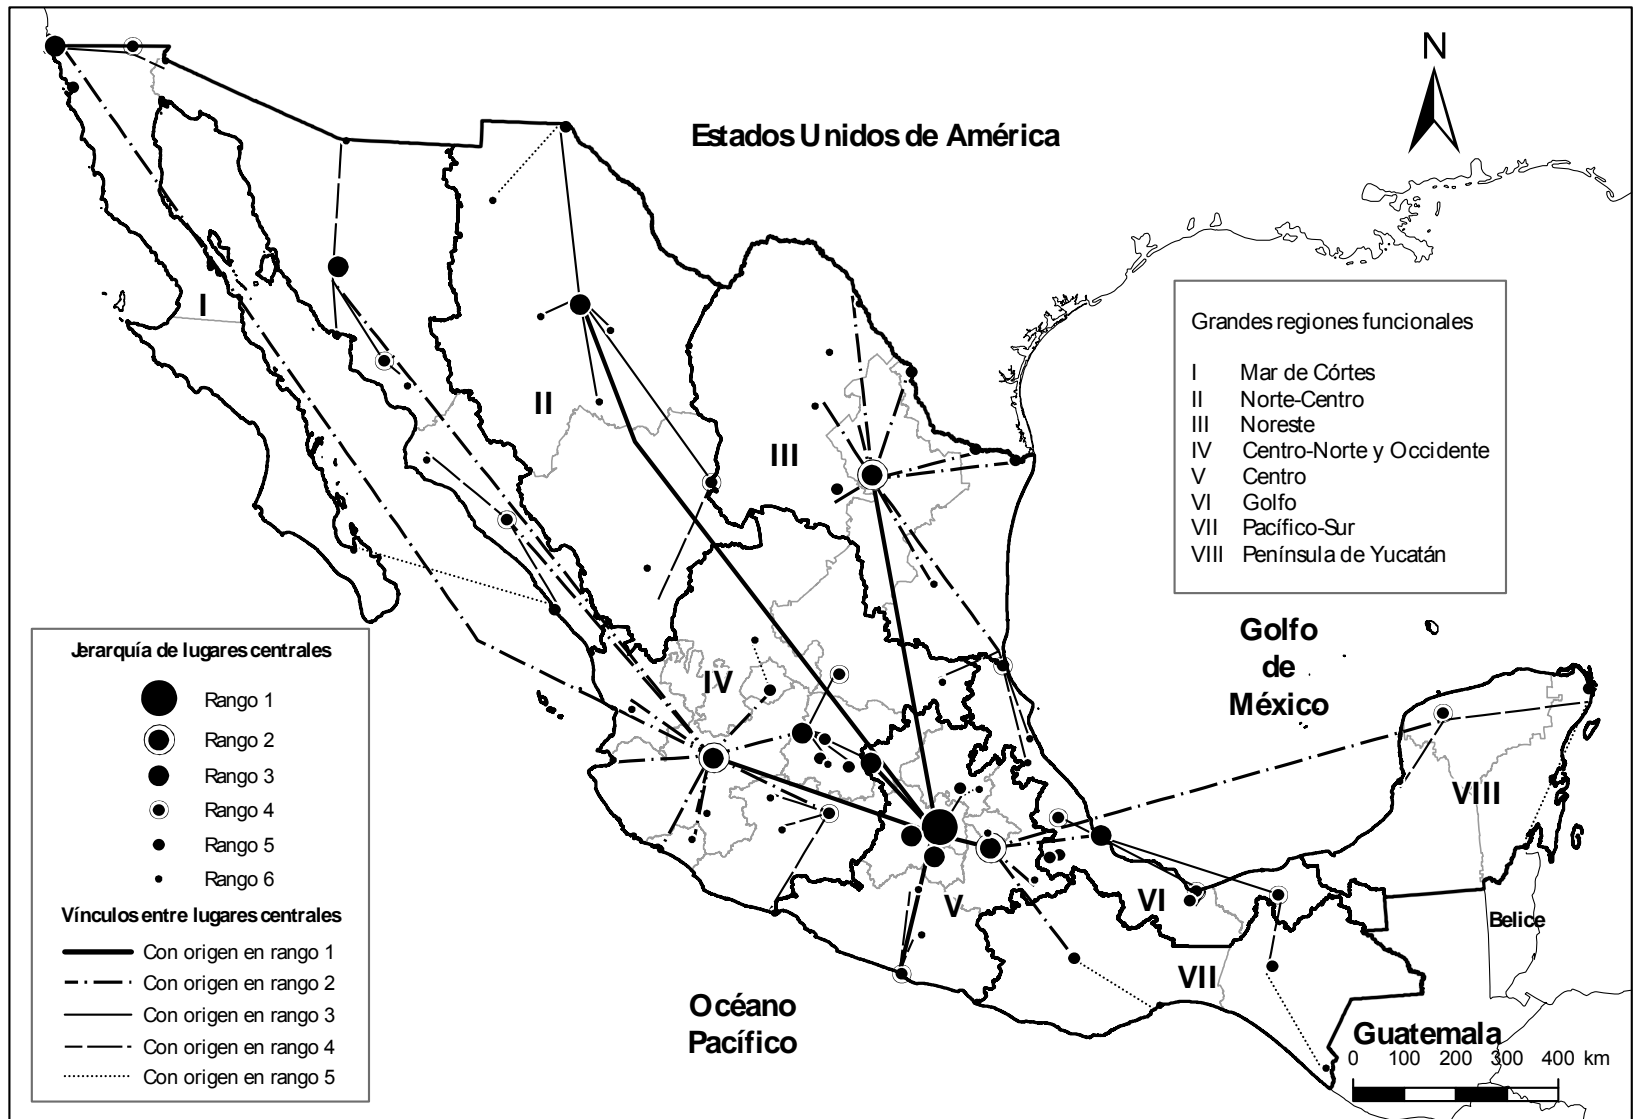 N
Estados Unidos de América
I
II
III
IV
V
VI
VII
VIII
Grandes regiones funcionales
I Mar de Córtes
II Norte-Centro
III Noreste
IV Centro-Norte y Occidente
V Centro
VI Golfo
VII Pacífico-Sur
VIII Península de Yucatán
Golfo
de
México
Jerarquía de lugares centrales
Rango 1
Rango 2
Rango 3
Rango 4
Rango 5
Rango 6
Vínculos entre lugares centrales
Con origen en rango 1
Con origen en rango 2
Con origen en rango 3
Con origen en rango 4
Con origen en rango 5
Belice
Océano
Pacífico
Guatemala
0 100 200 300 400 km